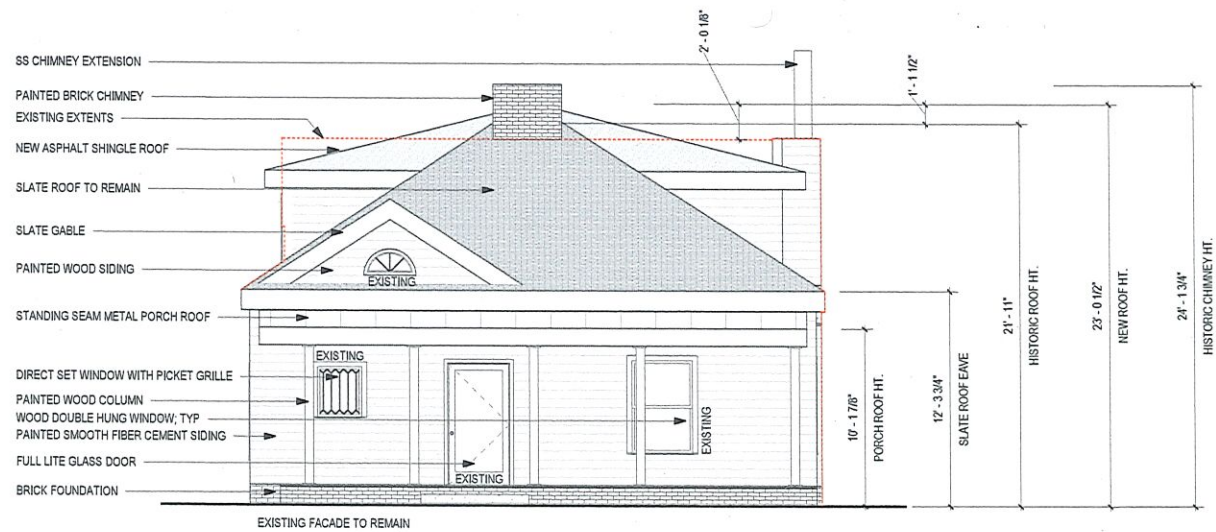 SS CHIMNEY EXTENSION
PAINTED BRICK CHIMNEY
EXISTING EXTENTS
NEW ASPHALT SHINGLE ROOF
SLATE ROOF TO REMAIN
SLATE GABLE
PAINTED WOOD SIDING
STANDING SEAM METAL PORCH ROOF
DIRECT SET WINDOW WITH PICKET GRILLE
PAINTED WOOD COLUMN
WOOD DOUBLE HUNG WINDOW; TYP
PAINTED SMOOTH FIBER CEMENT SIDING
FULL LITE GLASS DOOR
BRICK FOUNDATION
EXISTING
EXISTING
EXISTING
EXISTING
2' - 0 1/8"
1' - 1 1/2"
10' - 1 7/8"
PORCH ROOF HT.
12' - 3 3/4"
SLATE ROOF EAVE
21' - 11"
HISTORIC ROOF HT.
23' - 0 1/2"
NEW ROOF HT.
24' - 1 3/4"
HISTORIC CHIMNEY HT.
EXISTING FACADE TO REMAIN